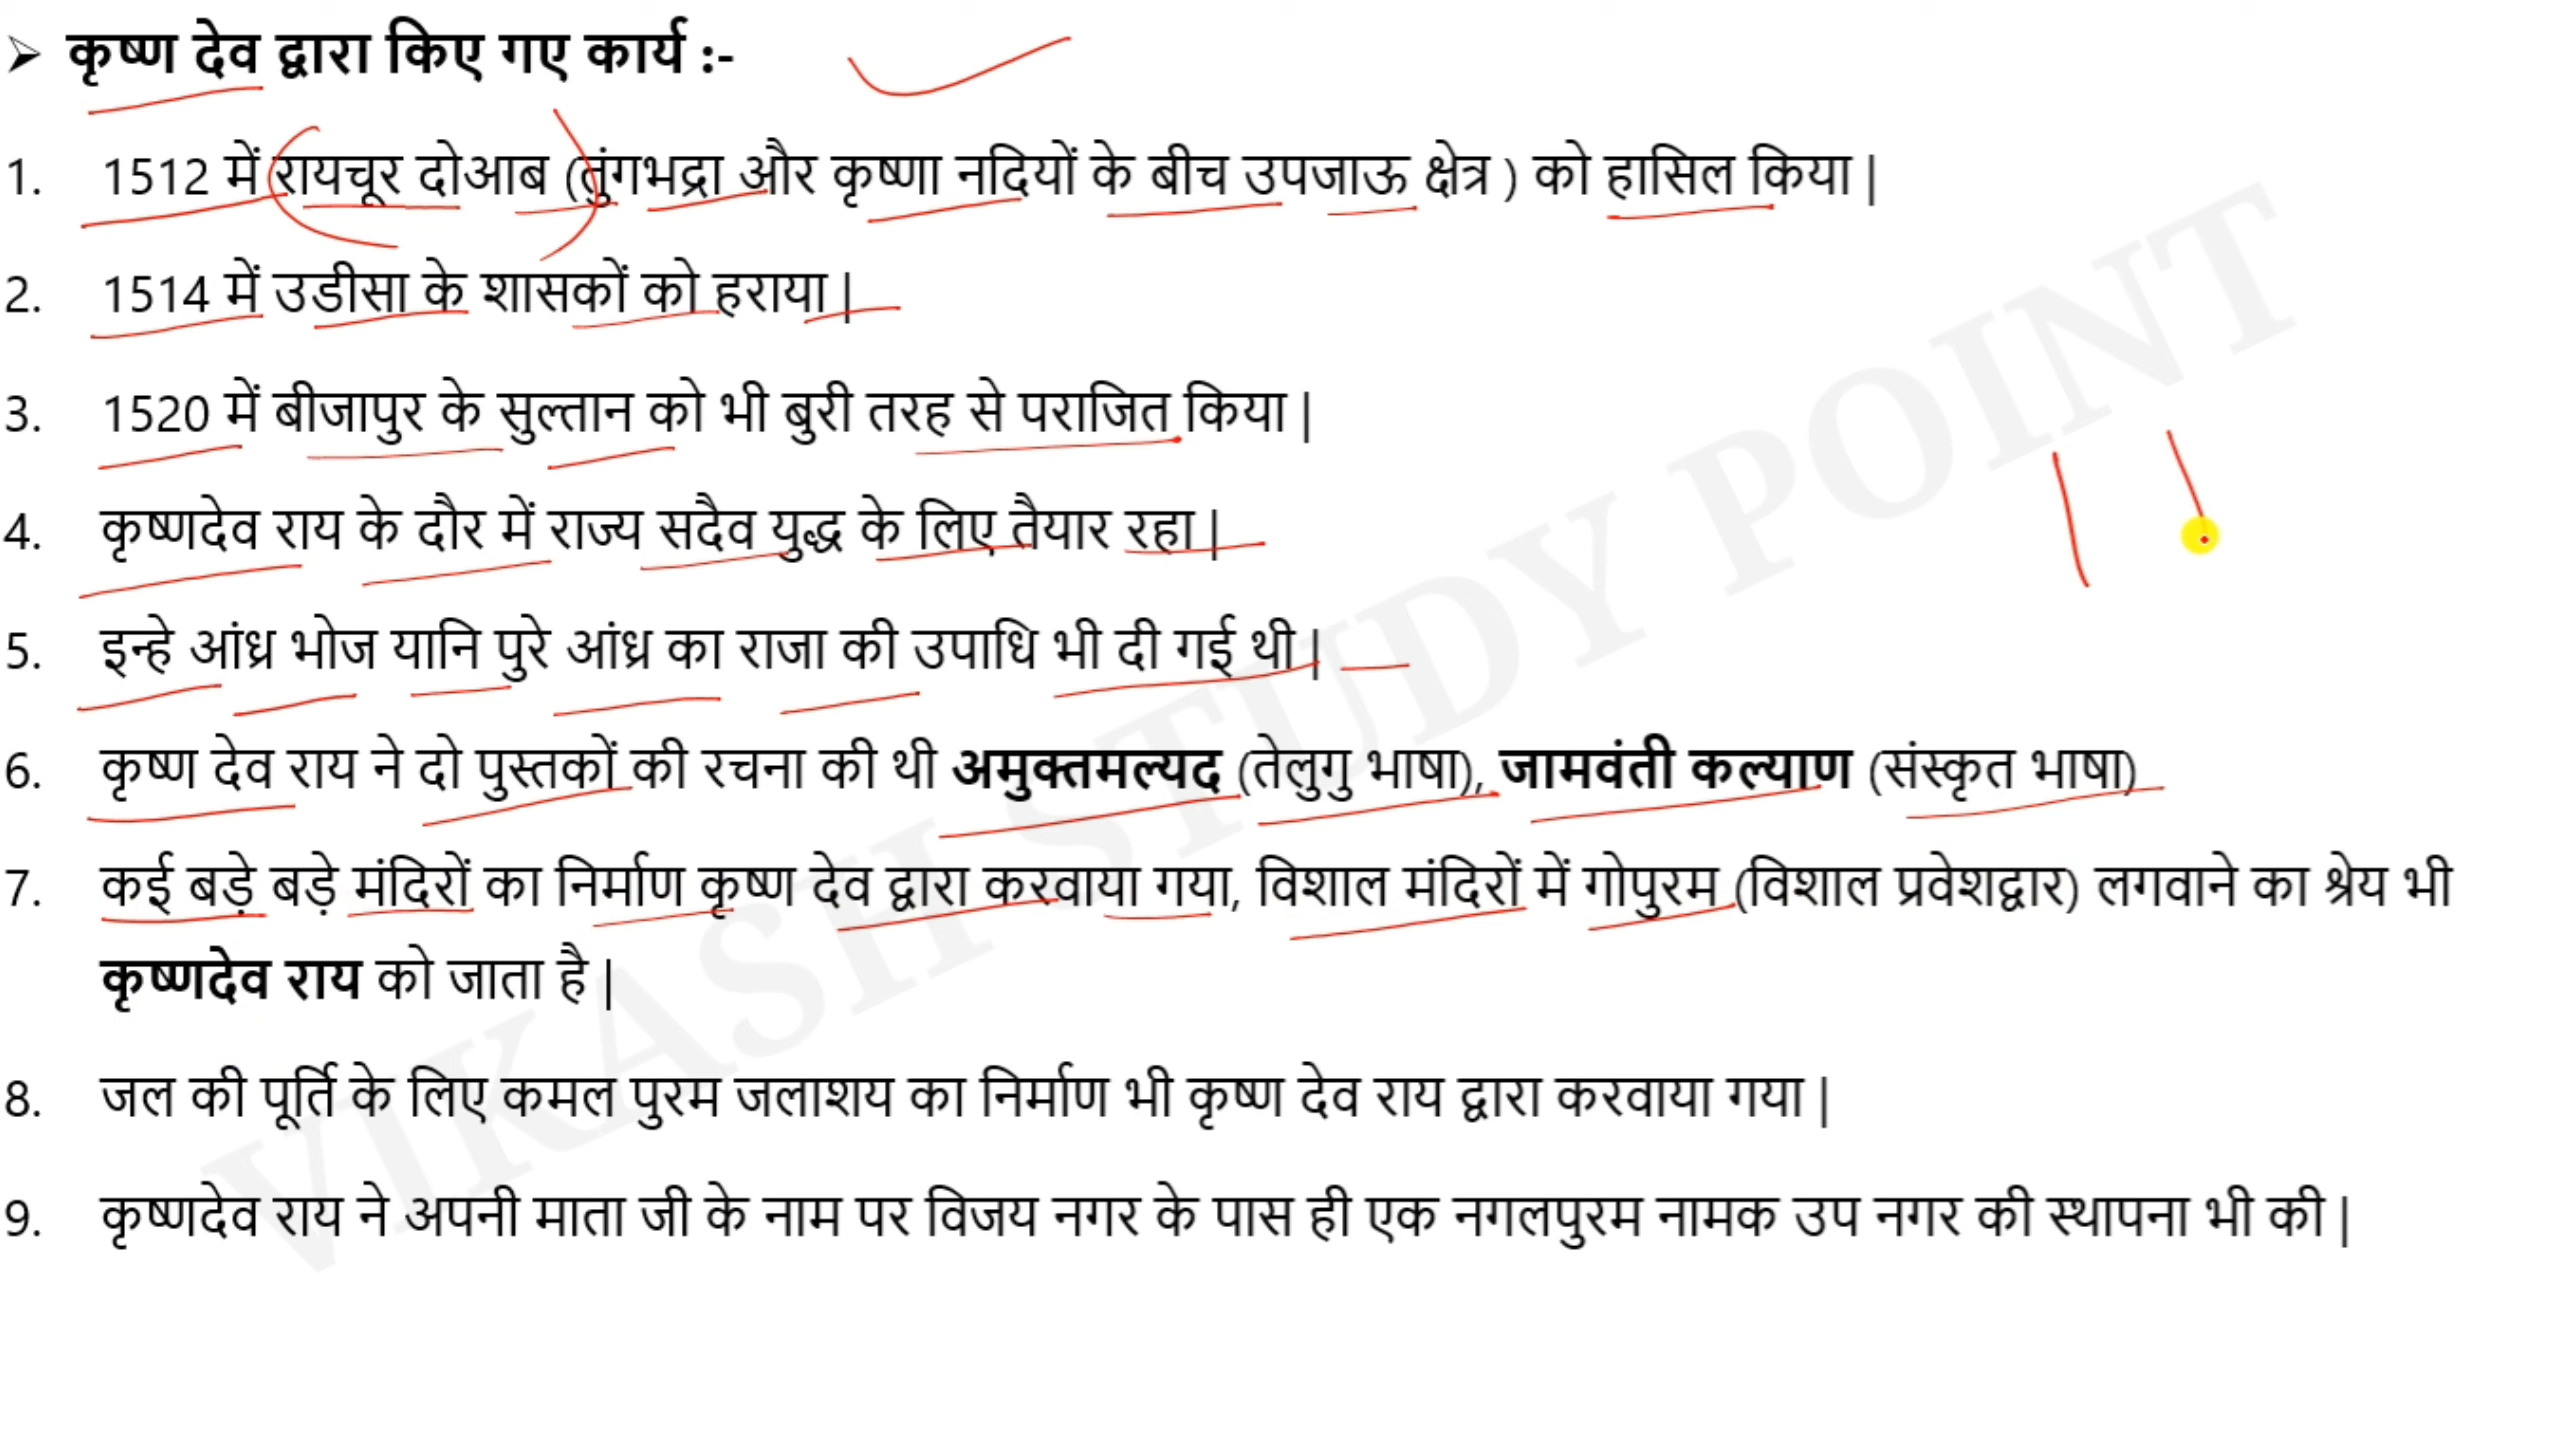 ➢ कृष्ण देव द्वारा किए गए कार्य :-
1. 1512 में रायचूर दोआब (तुंगभद्रा और कृष्णा नदियों के बीच उपजाऊ क्षेत्र ) को हासिल किया |
2. 1514 में उडीसा के शासकों को हराया |
3. 1520 में बीजापुर के सुल्तान को भी बुरी तरह से पराजित किया |
4. कृष्णदेव राय के दौर में राज्य सदैव युद्ध के लिए तैयार रहा |
5. इन्हे आंध्र भोज यानि पुरे आंध्र का राजा की उपाधि भी दी गई थी |
6. कृष्ण देव राय ने दो पुस्तकों की रचना की थी अमुक्तमल्यद (तेलुगु भाषा), जामवंती कल्याण (संस्कृत भाषा)
7. कई बड़े बड़े मंदिरों का निर्माण कृष्ण देव द्वारा करवाया गया, विशाल मंदिरों में गोपुरम (विशाल प्रवेशद्वार) लगवाने का श्रेय भी
कृष्णदेव राय को जाता है |
8. जल की पूर्ति के लिए कमल पुरम जलाशय का निर्माण भी कृष्ण देव राय द्वारा करवाया गया |
9. कृष्णदेव राय ने अपनी माता जी के नाम पर विजय नगर के पास ही एक नगलपुरम नामक उप नगर की स्थापना भी की |
VIKASH STUDY POINT